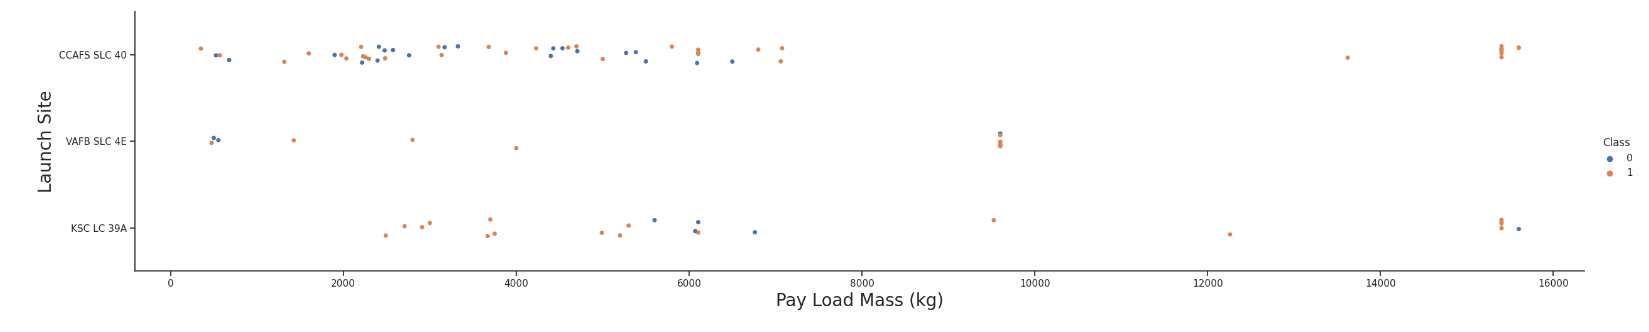 CCAFS SLC 40
VAFB SLC 4E
KSC LC 39A
Launch Site
0 2000 4000 6000 8000 10000 12000 14000 16000
Pay Load Mass (kg)
Class
0
1